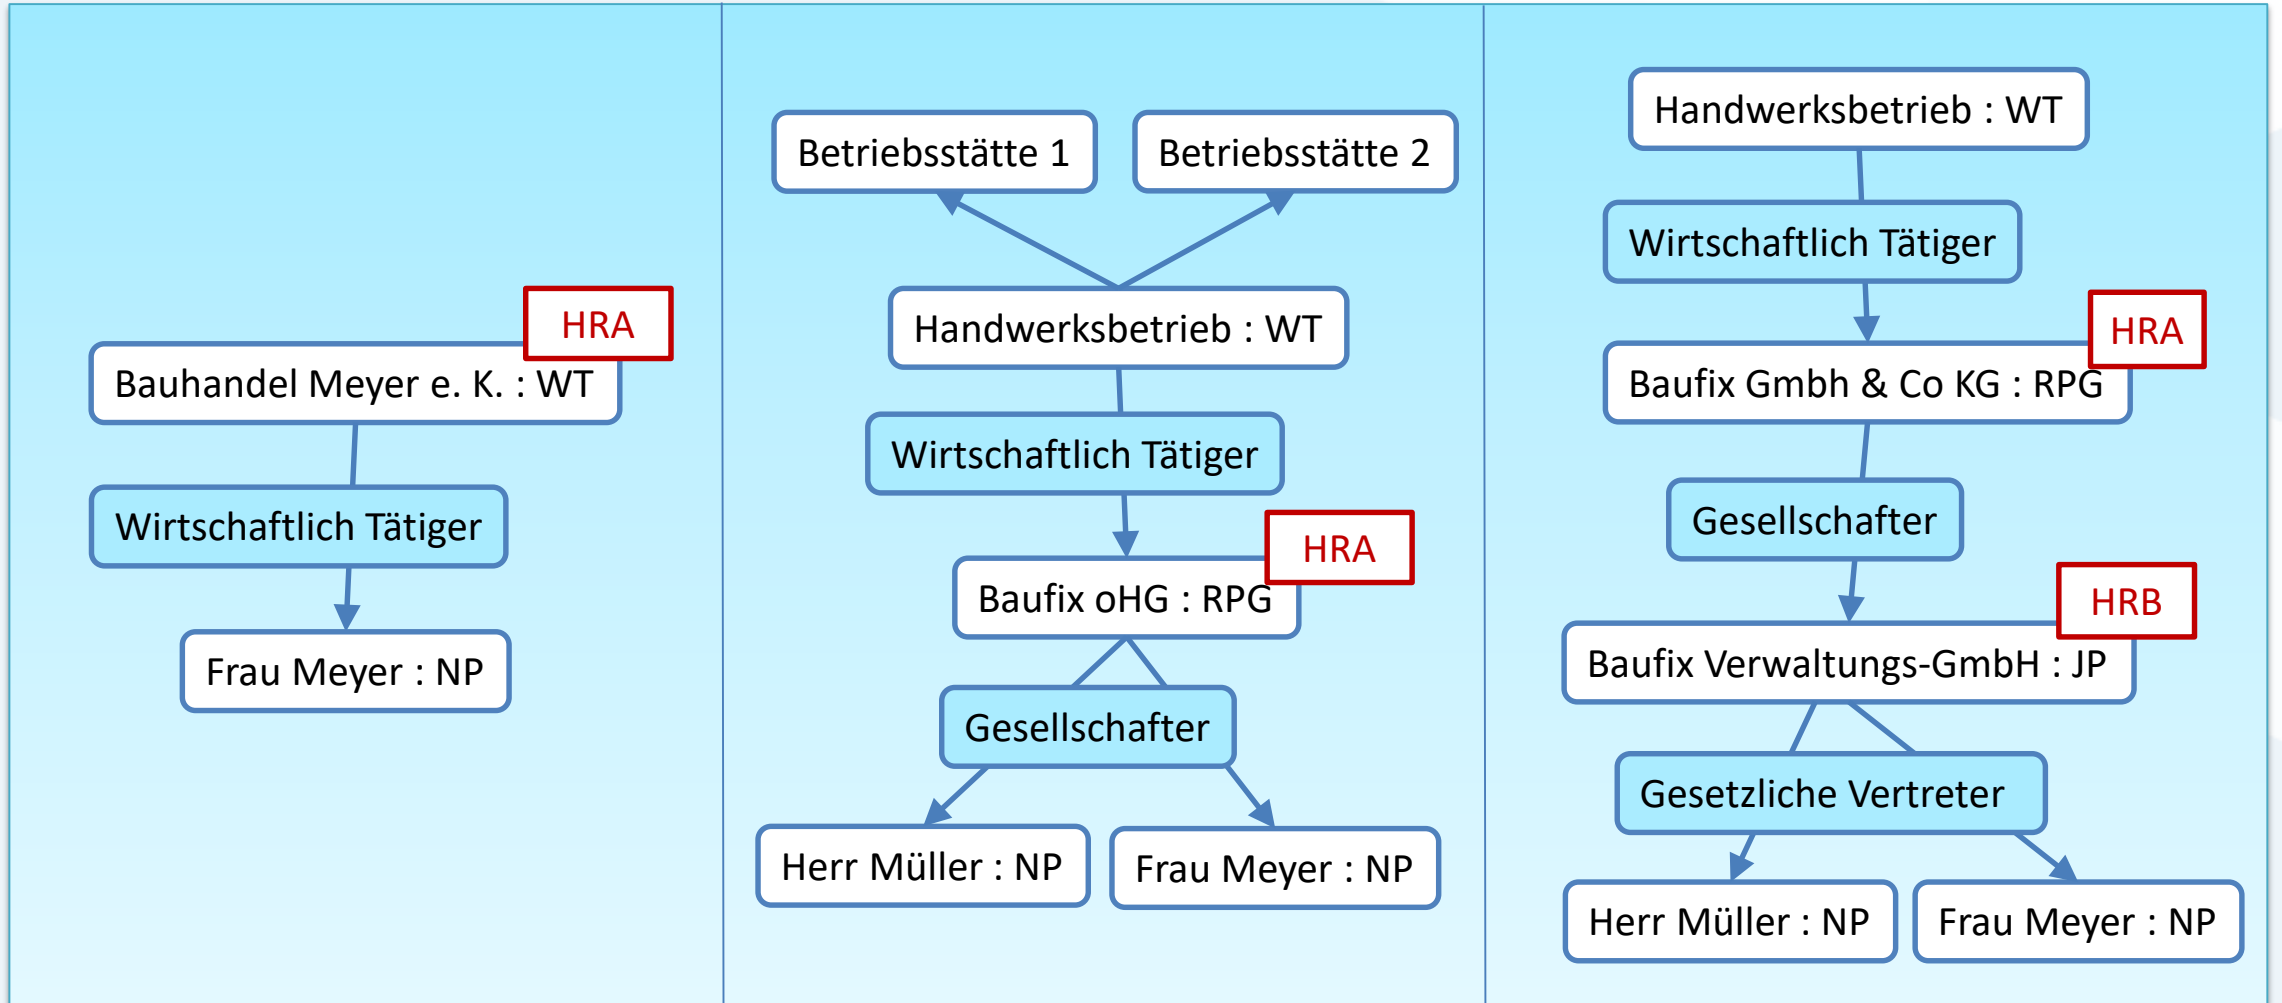 HRA
Bauhandel Meyer e. K. : WT
Wirtschaftlich Tätiger
Frau Meyer : NP
Betriebsstätte 1
Betriebsstätte 2
Handwerksbetrieb : WT
Wirtschaftlich Tätiger
HRA
Baufix oHG : RPG
Gesellschafter
Herr Müller : NP
Frau Meyer : NP
Handwerksbetrieb : WT
Wirtschaftlich Tätiger
HRA
Baufix Gmbh & Co KG : RPG
Gesellschafter
HRB
Baufix Verwaltungs-GmbH : JP
Gesetzliche Vertreter
Herr Müller : NP
Frau Meyer : NP